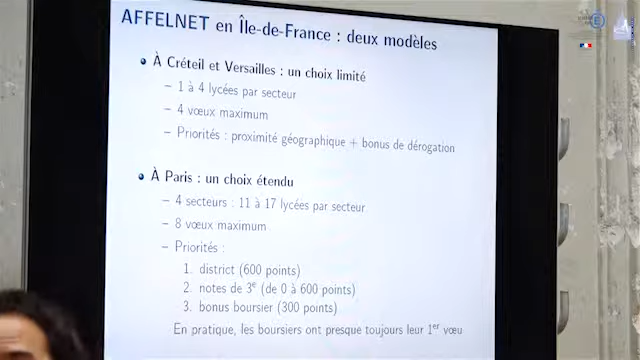 AFFELNET en Île-de-France : deux modèles
• À Créteil et Versailles : un choix limité
– 1 à 4 lycées par secteur
– 4 vœux maximum
– Priorités : proximité géographique + bonus de dérogation
• À Paris : un choix étendu
– 4 secteurs : 11 à 17 lycées par secteur
– 8 vœux maximum
– Priorités :
1. district (600 points)
2. notes de 3e (de 0 à 600 points)
3. bonus boursier (300 points)
En pratique, les boursiers ont presque toujours leur 1er vœu